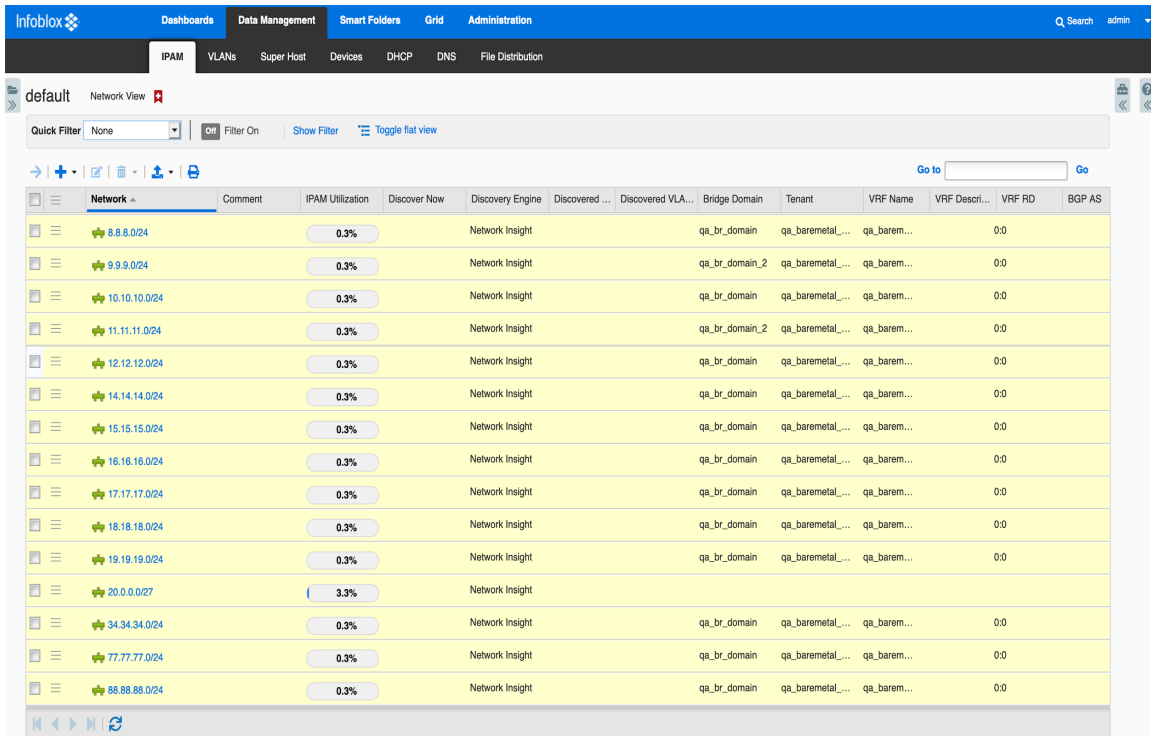 Infoblox Dashboards Data Management Smart Folders Grid Administration Search admin
IPAM VLANs Super Host Devices DHCP DNS File Distribution
default Network View
Quick Filter None Off Filter On Show Filter Toggle flat view
Go to Go
Network Comment IPAM Utilization Discover Now Discovery Engine Discovered ... Discovered VLA... Bridge Domain Tenant VRF Name VRF Descri... VRF RD BGP AS
8.8.8.0/24 0.3% Network Insight qa_br_domain qa_baremetal_... qa_barem... 0:0
9.9.9.0/24 0.3% Network Insight qa_br_domain_2 qa_baremetal_... qa_barem... 0:0
10.10.10.0/24 0.3% Network Insight qa_br_domain qa_baremetal_... qa_barem... 0:0
11.11.11.0/24 0.3% Network Insight qa_br_domain_2 qa_baremetal_... qa_barem... 0:0
12.12.12.0/24 0.3% Network Insight qa_br_domain qa_baremetal_... qa_barem... 0:0
14.14.14.0/24 0.3% Network Insight qa_br_domain qa_baremetal_... qa_barem... 0:0
15.15.15.0/24 0.3% Network Insight qa_br_domain qa_baremetal_... qa_barem... 0:0
16.16.16.0/24 0.3% Network Insight qa_br_domain qa_baremetal_... qa_barem... 0:0
17.17.17.0/24 0.3% Network Insight qa_br_domain qa_baremetal_... qa_barem... 0:0
18.18.18.0/24 0.3% Network Insight qa_br_domain qa_baremetal_... qa_barem... 0:0
19.19.19.0/24 0.3% Network Insight qa_br_domain qa_baremetal_... qa_barem... 0:0
20.0.0.0/27 3.3% Network Insight
34.34.34.0/24 0.3% Network Insight qa_br_domain qa_baremetal_... qa_barem... 0:0
77.77.77.0/24 0.3% Network Insight qa_br_domain qa_baremetal_... qa_barem... 0:0
88.88.88.0/24 0.3% Network Insight qa_br_domain qa_baremetal_... qa_barem... 0:0